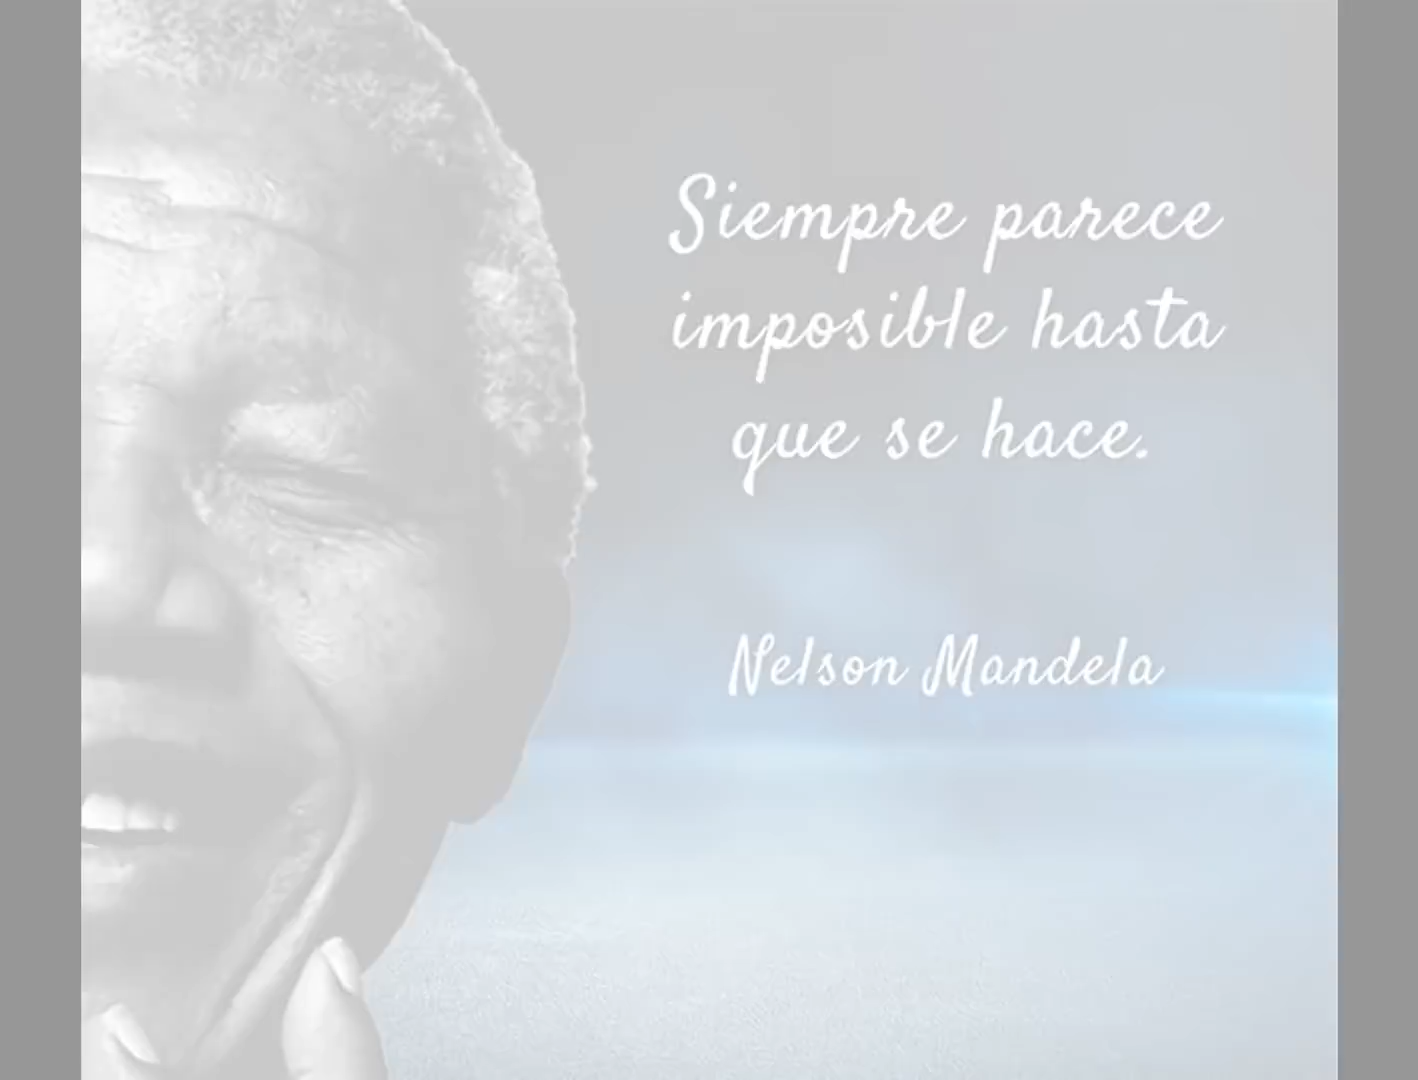 Siempre parece
imposible hasta
que se hace.
Nelson Mandela